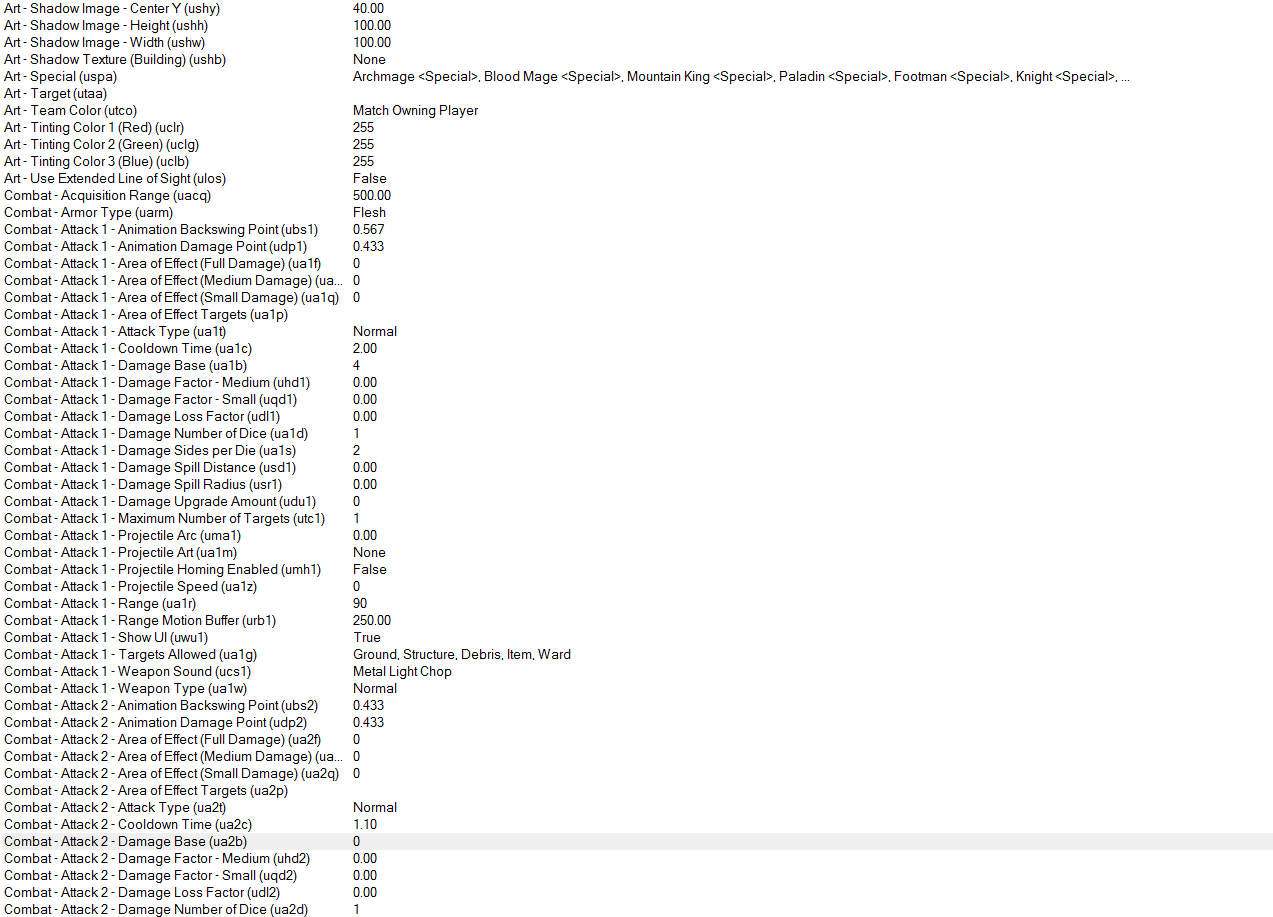 Art - Shadow Image - Center Y (ushy) 40.00
Art - Shadow Image - Height (ushh) 100.00
Art - Shadow Image - Width (ushw) 100.00
Art - Shadow Texture (Building) (ushb) None
Art - Special (uspa) Archmage <Special>, Blood Mage <Special>, Mountain King <Special>, Paladin <Special>, Footman <Special>, Knight <Special>, ...
Art - Target (utaa)
Art - Team Color (utco) Match Owning Player
Art - Tinting Color 1 (Red) (uclr) 255
Art - Tinting Color 2 (Green) (uclg) 255
Art - Tinting Color 3 (Blue) (uclb) 255
Art - Use Extended Line of Sight (ulos) False
Combat - Acquisition Range (uacq) 500.00
Combat - Armor Type (uarm) Flesh
Combat - Attack 1 - Animation Backswing Point (ubs1) 0.567
Combat - Attack 1 - Animation Damage Point (udp1) 0.433
Combat - Attack 1 - Area of Effect (Full Damage) (ua1f) 0
Combat - Attack 1 - Area of Effect (Medium Damage) (ua... 0
Combat - Attack 1 - Area of Effect (Small Damage) (ua1q) 0
Combat - Attack 1 - Area of Effect Targets (ua1p)
Combat - Attack 1 - Attack Type (ua1t) Normal
Combat - Attack 1 - Cooldown Time (ua1c) 2.00
Combat - Attack 1 - Damage Base (ua1b) 4
Combat - Attack 1 - Damage Factor - Medium (uhd1) 0.00
Combat - Attack 1 - Damage Factor - Small (uqd1) 0.00
Combat - Attack 1 - Damage Loss Factor (udl1) 0.00
Combat - Attack 1 - Damage Number of Dice (ua1d) 1
Combat - Attack 1 - Damage Sides per Die (ua1s) 2
Combat - Attack 1 - Damage Spill Distance (usd1) 0.00
Combat - Attack 1 - Damage Spill Radius (usr1) 0.00
Combat - Attack 1 - Damage Upgrade Amount (udu1) 0
Combat - Attack 1 - Maximum Number of Targets (utc1) 1
Combat - Attack 1 - Projectile Arc (uma1) 0.00
Combat - Attack 1 - Projectile Art (ua1m) None
Combat - Attack 1 - Projectile Homing Enabled (umh1) False
Combat - Attack 1 - Projectile Speed (ua1z) 0
Combat - Attack 1 - Range (ua1r) 90
Combat - Attack 1 - Range Motion Buffer (urb1) 250.00
Combat - Attack 1 - Show UI (uwu1) True
Combat - Attack 1 - Targets Allowed (ua1g) Ground, Structure, Debris, Item, Ward
Combat - Attack 1 - Weapon Sound (ucs1) Metal Light Chop
Combat - Attack 1 - Weapon Type (ua1w) Normal
Combat - Attack 2 - Animation Backswing Point (ubs2) 0.433
Combat - Attack 2 - Animation Damage Point (udp2) 0.433
Combat - Attack 2 - Area of Effect (Full Damage) (ua2f) 0
Combat - Attack 2 - Area of Effect (Medium Damage) (ua... 0
Combat - Attack 2 - Area of Effect (Small Damage) (ua2q) 0
Combat - Attack 2 - Area of Effect Targets (ua2p)
Combat - Attack 2 - Attack Type (ua2t) Normal
Combat - Attack 2 - Cooldown Time (ua2c) 1.10
Combat - Attack 2 - Damage Base (ua2b) 0
Combat - Attack 2 - Damage Factor - Medium (uhd2) 0.00
Combat - Attack 2 - Damage Factor - Small (uqd2) 0.00
Combat - Attack 2 - Damage Loss Factor (udl2) 0.00
Combat - Attack 2 - Damage Number of Dice (ua2d) 1